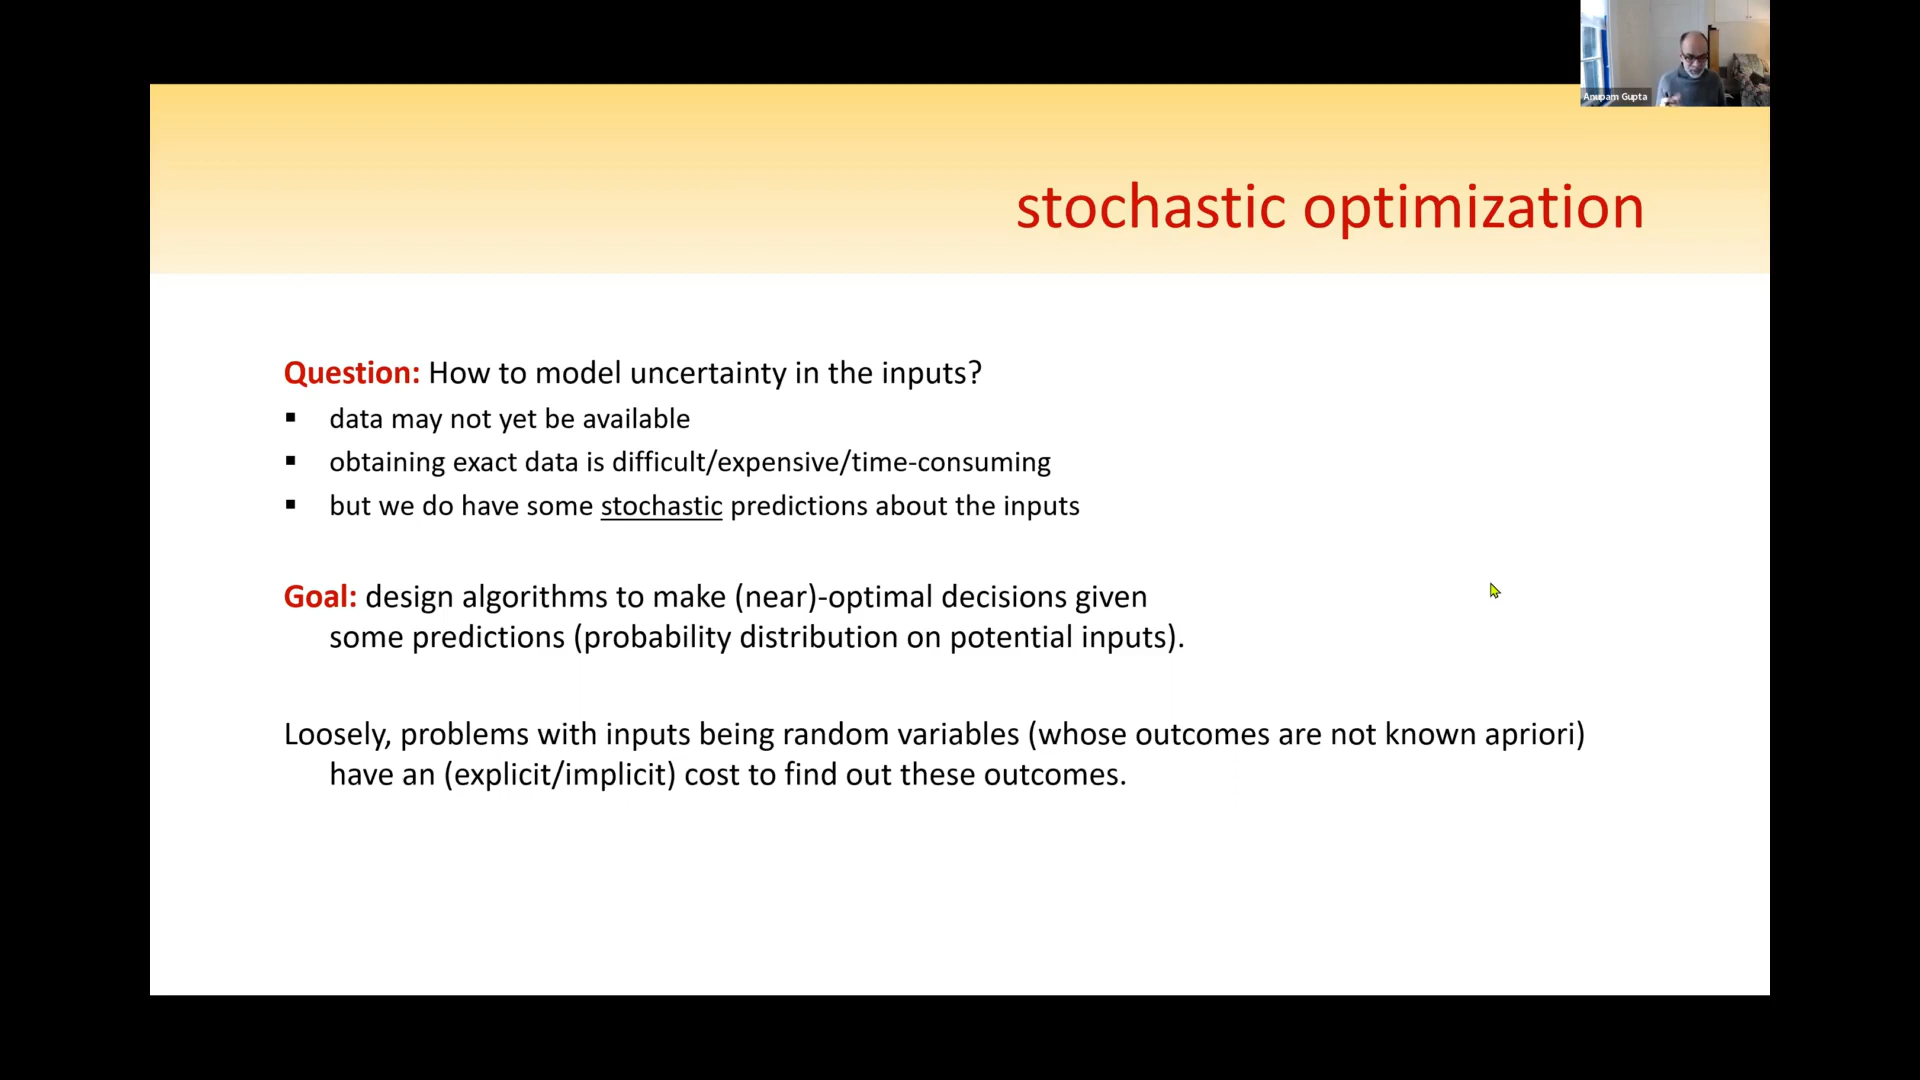 Anupam Gupta
stochastic optimization
Question: How to model uncertainty in the inputs?
▪ data may not yet be available
▪ obtaining exact data is difficult/expensive/time-consuming
▪ but we do have some stochastic predictions about the inputs
Goal: design algorithms to make (near)-optimal decisions given
some predictions (probability distribution on potential inputs).
Loosely, problems with inputs being random variables (whose outcomes are not known apriori)
have an (explicit/implicit) cost to find out these outcomes.